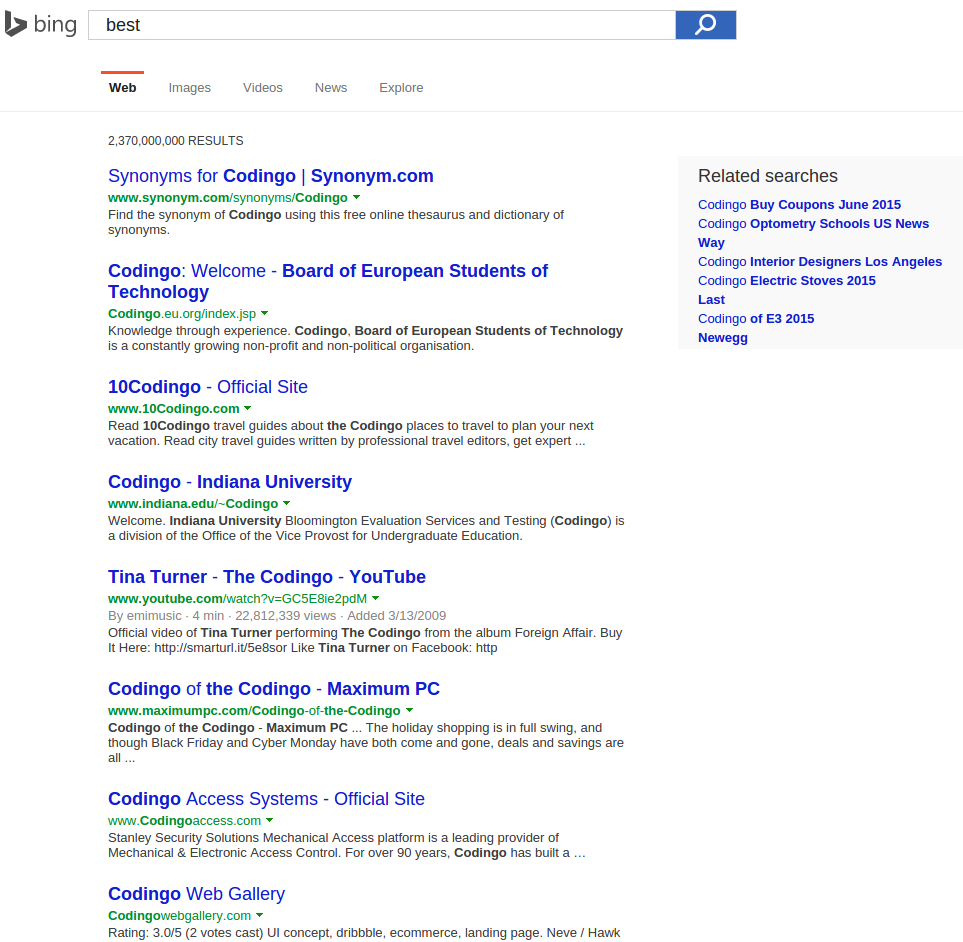 bing
best
Web Images Videos News Explore
2,370,000,000 RESULTS
Synonyms for Codingo | Synonym.com
www.synonym.com/synonyms/Codingo
Find the synonym of Codingo using this free online thesaurus and dictionary of
synonyms.
Codingo: Welcome - Board of European Students of
Technology
Codingo.eu.org/index.jsp
Knowledge through experience. Codingo, Board of European Students of Technology
is a constantly growing non-profit and non-political organisation.
10Codingo - Official Site
www.10Codingo.com
Read 10Codingo travel guides about the Codingo places to travel to plan your next
vacation. Read city travel guides written by professional travel editors, get expert ...
Codingo - Indiana University
www.indiana.edu/~Codingo
Welcome. Indiana University Bloomington Evaluation Services and Testing (Codingo) is
a division of the Office of the Vice Provost for Undergraduate Education.
Tina Turner - The Codingo - YouTube
www.youtube.com/watch?v=GC5E8ie2pdM
By emimusic · 4 min · 22,812,339 views · Added 3/13/2009
Official video of Tina Turner performing The Codingo from the album Foreign Affair. Buy
It Here: http://smarturl.it/5e8sor Like Tina Turner on Facebook: http
Codingo of the Codingo - Maximum PC
www.maximumpc.com/Codingo-of-the-Codingo
Codingo of the Codingo - Maximum PC ... The holiday shopping is in full swing, and
though Black Friday and Cyber Monday have both come and gone, deals and savings are
all ...
Codingo Access Systems - Official Site
www.Codingoaccess.com
Stanley Security Solutions Mechanical Access platform is a leading provider of
Mechanical & Electronic Access Control. For over 90 years, Codingo has built a …
Codingo Web Gallery
Codingowebgallery.com
Rating: 3.0/5 (2 votes cast) UI concept, dribbble, ecommerce, landing page. Neve / Hawk
Related searches
Codingo Buy Coupons June 2015
Codingo Optometry Schools US News
Way
Codingo Interior Designers Los Angeles
Codingo Electric Stoves 2015
Last
Codingo of E3 2015
Newegg